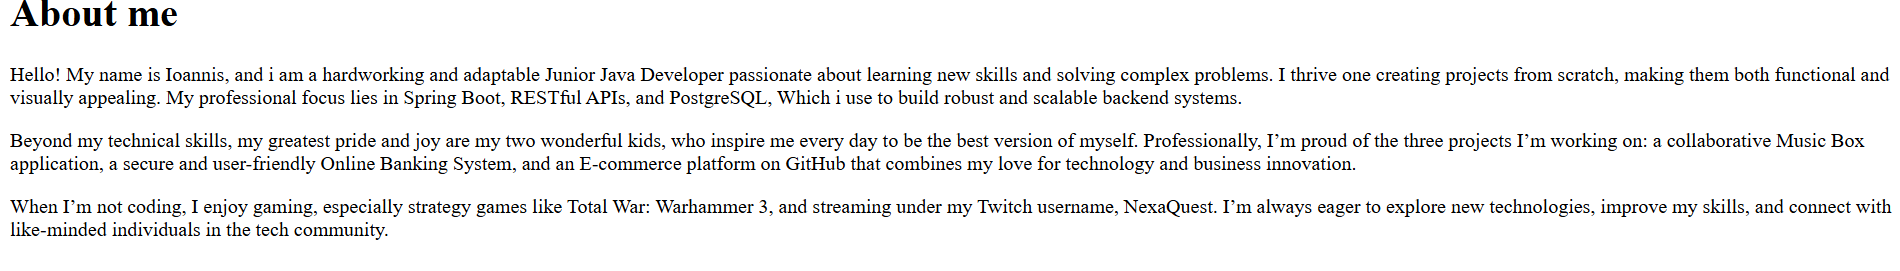 About me
Hello! My name is Ioannis, and i am a hardworking and adaptable Junior Java Developer passionate about learning new skills and solving complex problems. I thrive one creating projects from scratch, making them both functional and
visually appealing. My professional focus lies in Spring Boot, RESTful APIs, and PostgreSQL, Which i use to build robust and scalable backend systems.
Beyond my technical skills, my greatest pride and joy are my two wonderful kids, who inspire me every day to be the best version of myself. Professionally, I’m proud of the three projects I’m working on: a collaborative Music Box
application, a secure and user-friendly Online Banking System, and an E-commerce platform on GitHub that combines my love for technology and business innovation.
When I’m not coding, I enjoy gaming, especially strategy games like Total War: Warhammer 3, and streaming under my Twitch username, NexaQuest. I’m always eager to explore new technologies, improve my skills, and connect with
like-minded individuals in the tech community.